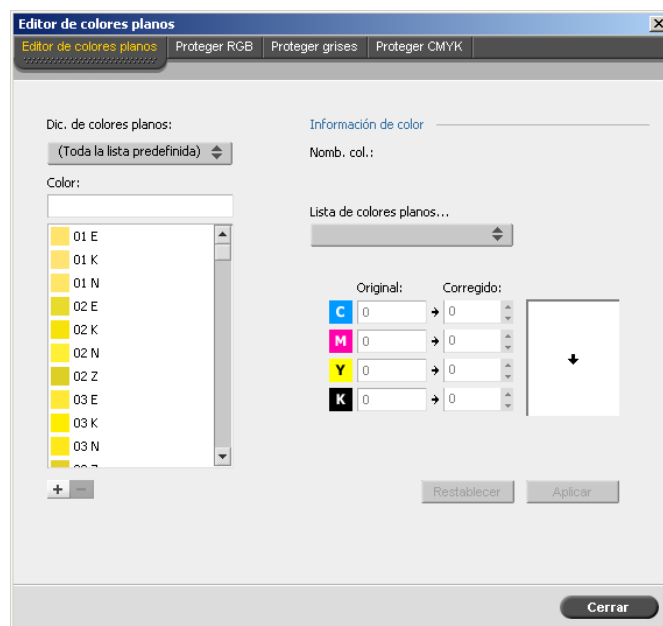 Editor de colores planos
Editor de colores planos Proteger RGB Proteger grises Proteger CMYK
Dic. de colores planos:
(Toda la lista predefinida)
Color:
01 E
01 K
01 N
02 E
02 K
02 N
02 Z
03 E
03 K
03 N
Información de color
Nomb. col.:
Lista de colores planos...
Original: Corregido:
C 0 0
M 0 0
Y 0 0
K 0 0
Restablecer Aplicar
Cerrar